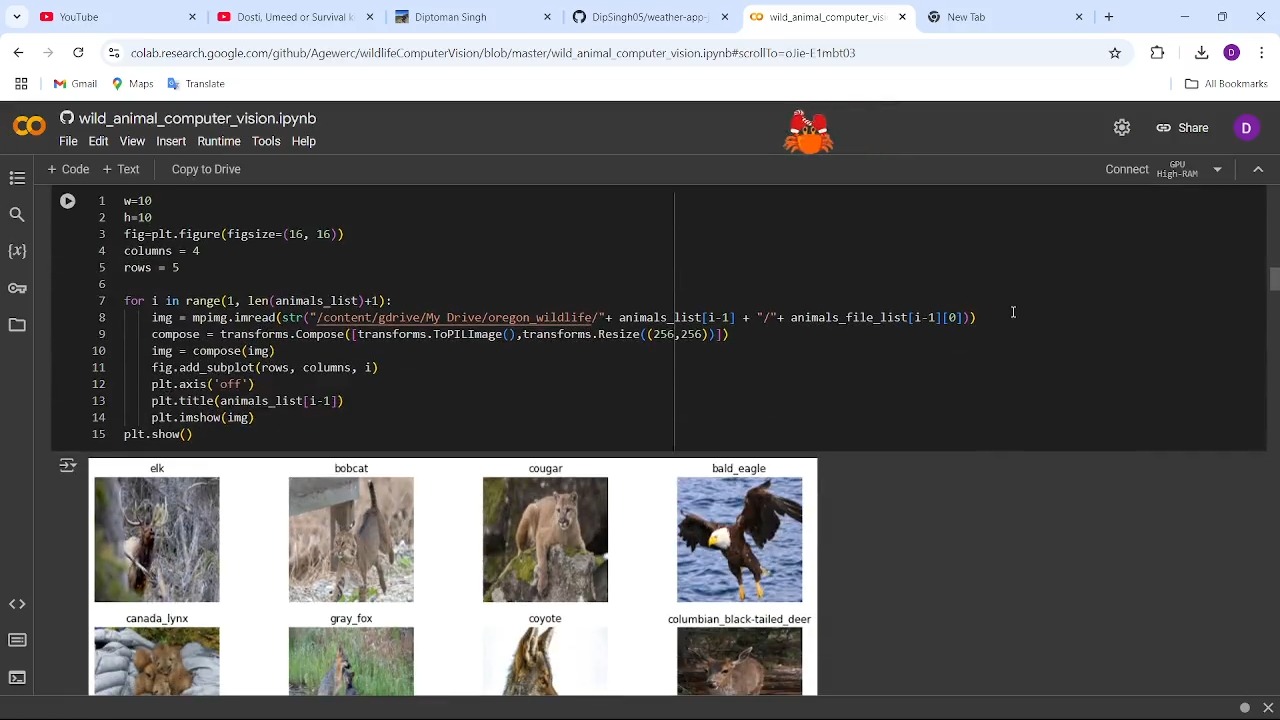 YouTube
Dosti, Umeed or Survival k
Diptoman Singh
DipSingh05/weather-app-
wild_animal_computer_visi
New Tab
colab.research.google.com/github/Agewerc/wildlifeComputerVision/blob/master/wild_animal_computer_vision.ipynb#scrollTo=oJie-E1mbt03
D
Gmail
Maps
Translate
All Bookmarks
wild_animal_computer_vision.ipynb
File Edit View Insert Runtime Tools Help
Share
D
+ Code + Text
Copy to Drive
Connect
GPU
High-RAM
1 w=10
2 h=10
3 fig=plt.figure(figsize=(16, 16))
4 columns = 4
5 rows = 5
6
7 for i in range(1, len(animals_list)+1):
8 img = mpimg.imread(str("/content/gdrive/My Drive/oregon_wildlife/"+ animals_list[i-1] + "/"+ animals_file_list[i-1][0]))
9 compose = transforms.Compose([transforms.ToPILImage(),transforms.Resize((256,256))])
10 img = compose(img)
11 fig.add_subplot(rows, columns, i)
12 plt.axis('off')
13 plt.title(animals_list[i-1])
14 plt.imshow(img)
15 plt.show()
elk bobcat cougar bald_eagle
canada_lynx gray_fox coyote columbian_black-tailed_deer